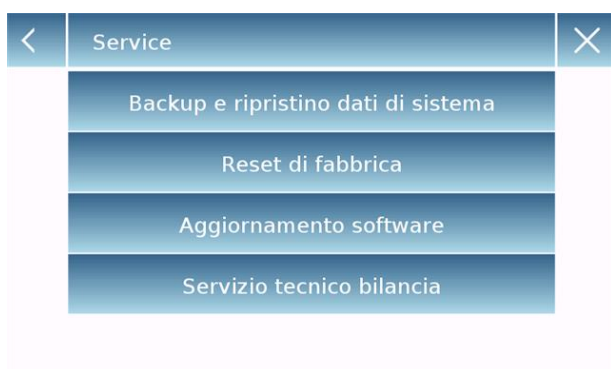 Service
Backup e ripristino dati di sistema
Reset di fabbrica
Aggiornamento software
Servizio tecnico bilancia